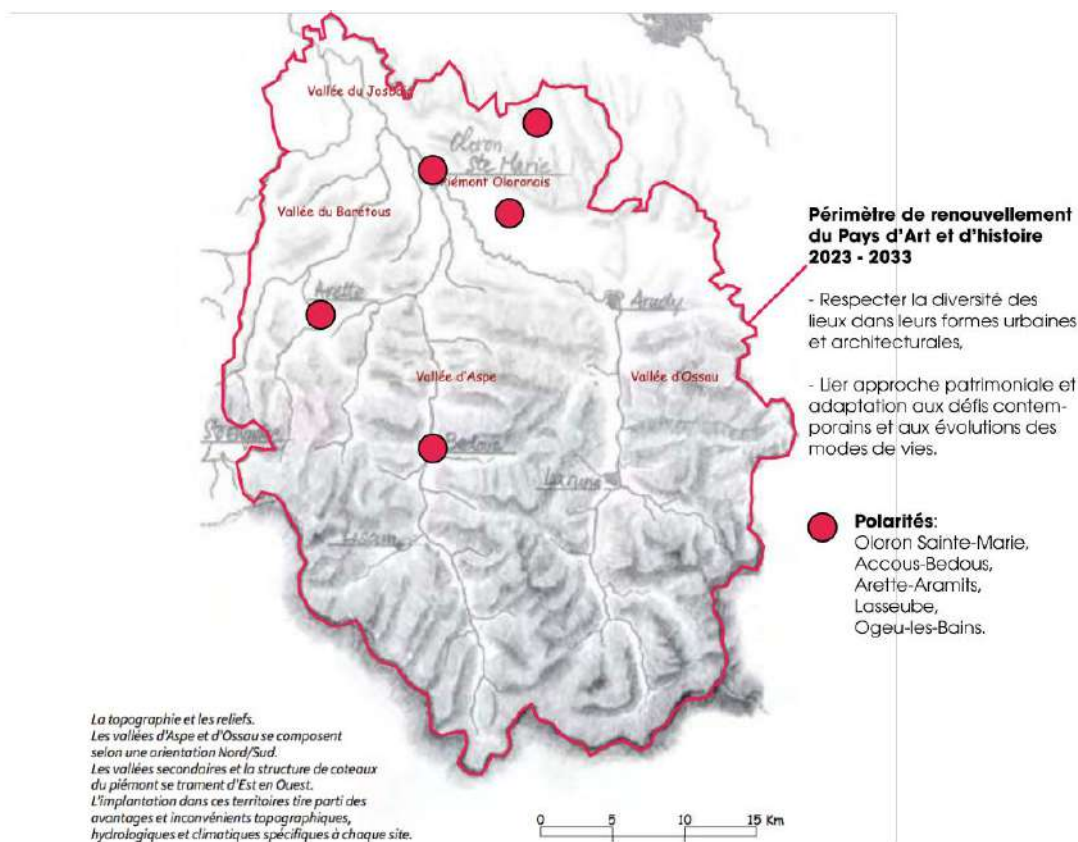 Vallée du Josbaig
Oloron
Ste Marie
Piémont Oloronais
Vallée du Barétous
Arette
Arudy
Vallée d'Aspe
Vallée d'Ossau
Bedous
Laruns
Lescun
Périmètre de renouvellement
du Pays d'Art et d'histoire
2023 - 2033
- Respecter la diversité des
lieux dans leurs formes urbaines
et architecturales,
- Lier approche patrimoniale et
adaptation aux défis contem-
porains et aux évolutions des
modes de vies.
Polarités:
Oloron Sainte-Marie,
Accous-Bedous,
Arette-Aramits,
Lasseube,
Ogeu-les-Bains.
La topographie et les reliefs.
Les vallées d'Aspe et d'Ossau se composent
selon une orientation Nord/Sud.
Les vallées secondaires et la structure de coteaux
du piémont se trament d'Est en Ouest.
L'implantation dans ces territoires tire parti des
avantages et inconvénients topographiques,
hydrologiques et climatiques spécifiques à chaque site.
0 5 10 15 Km